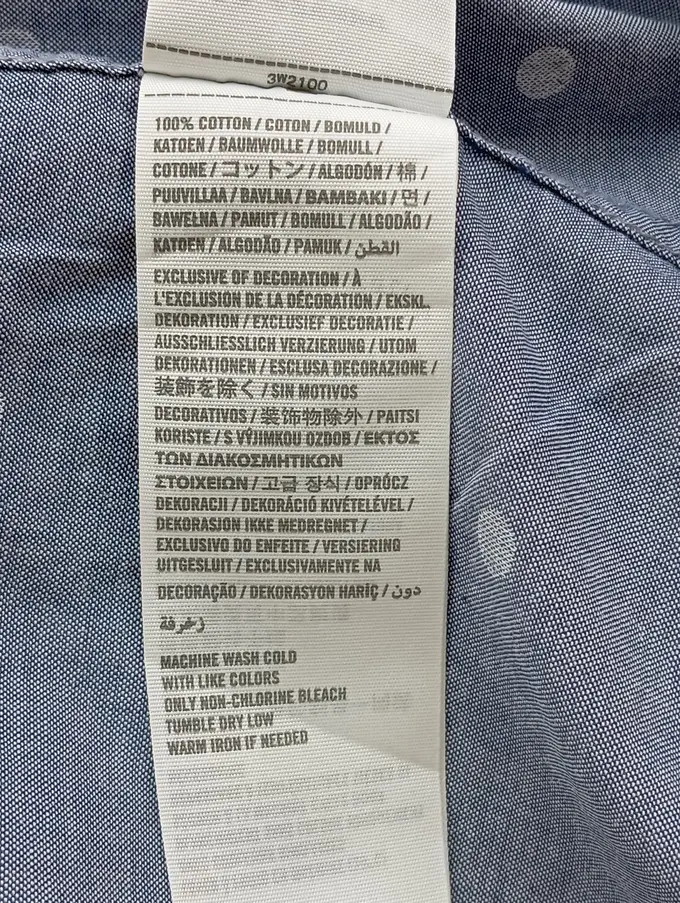 3W2100
100% COTTON / COTON / BOMULD /
KATOEN / BAUMWOLLE / BOMULL /
COTONE / コットン / ALGODÓN / 棉 /
PUUVILLAA / BAVLNA / BAMBAKI / 면 /
BAWEŁNA / PAMUT / BOMULL / ALGODÃO /
KATOEN / ALGODÃO / PAMUK / القطن
EXCLUSIVE OF DECORATION / À
L'EXCLUSION DE LA DÉCORATION / EKSKL.
DEKORATION / EXCLUSIEF DECORATIE /
AUSSCHLIESSLICH VERZIERUNG / UTOM
DEKORATIONEN / ESCLUSA DECORAZIONE /
装飾を除く / SIN MOTIVOS
DECORATIVOS / 装饰物除外 / PAITSI
KORISTE / S VÝJIMKOU OZDOB / ΕΚΤΟΣ
ΤΩΝ ΔΙΑΚΟΣΜΗΤΙΚΩΝ
ΣΤΟΙΧΕΙΩΝ / 고급 장식 / OPRÓCZ
DEKORACJI / DEKORÁCIÓ KIVÉTELÉVEL /
DEKORASJON IKKE MEDREGNET /
EXCLUSIVO DO ENFEITE / VERSIERING
UITGESLUIT / EXCLUSIVAMENTE NA
DECORAÇÃO / DEKORASYON HARİÇ / دون
زخرفة
MACHINE WASH COLD
WITH LIKE COLORS
ONLY NON-CHLORINE BLEACH
TUMBLE DRY LOW
WARM IRON IF NEEDED